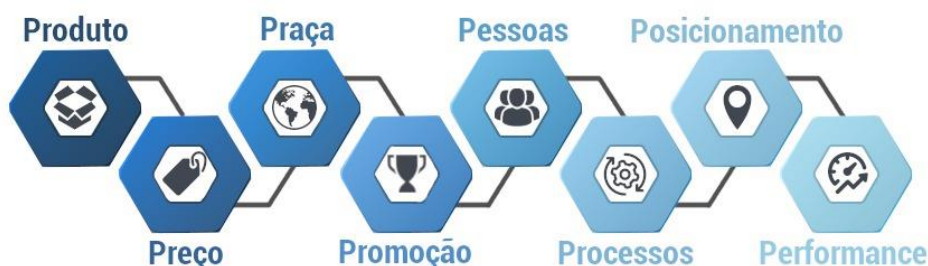 Produto
Praça
Pessoas
Posicionamento
Preço
Promoção
Processos
Performance